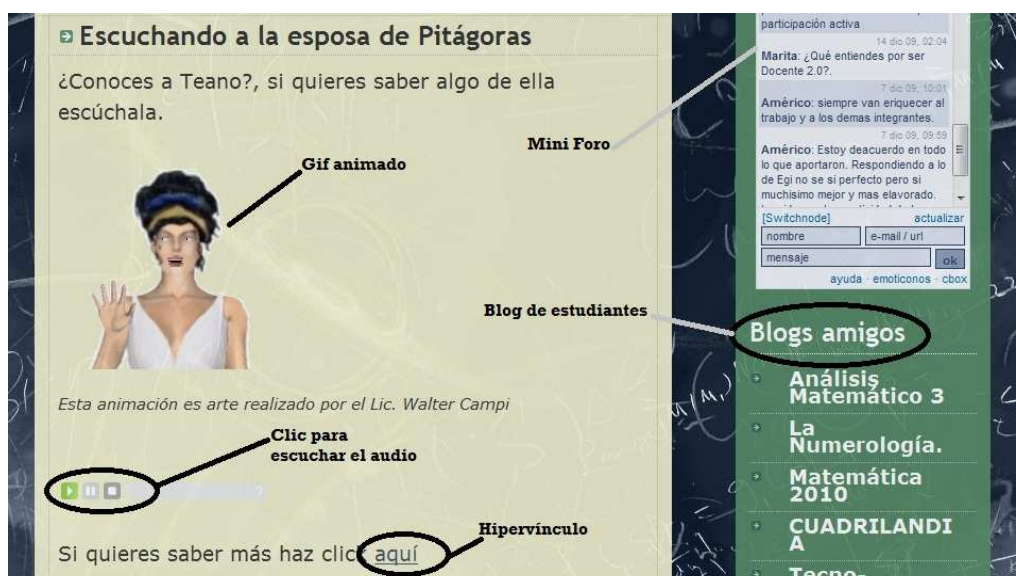 Escuchando a la esposa de Pitágoras
¿Conoces a Teano?, si quieres saber algo de ella
escúchala.
Gif animado
Esta animación es arte realizado por el Lic. Walter Campi
Clic para
escuchar el audio
Hipervínculo
Si quieres saber más haz click aquí
participación activa
14 dic 09, 02:04
Marita: ¿Qué entiendes por ser
Docente 2.0?.
7 dic 09, 10:01
Américo: siempre van eriquecer al
trabajo y a los demas integrantes.
7 dic 09, 09:59
Américo: Estoy deacuerdo en todo
lo que aportaron. Respondiendo a lo
de Egi no se si perfecto pero si
muchisimo mejor y mas elavorado.
Mini Foro
[Switchnode] actualizar
nombre e-mail / url
mensaje ok
ayuda · emoticonos · cbox
Blog de estudiantes
Blogs amigos
Análisis
Matemático 3
La
Numerología.
Matemática
2010
CUADRILANDI
A
Tecno-